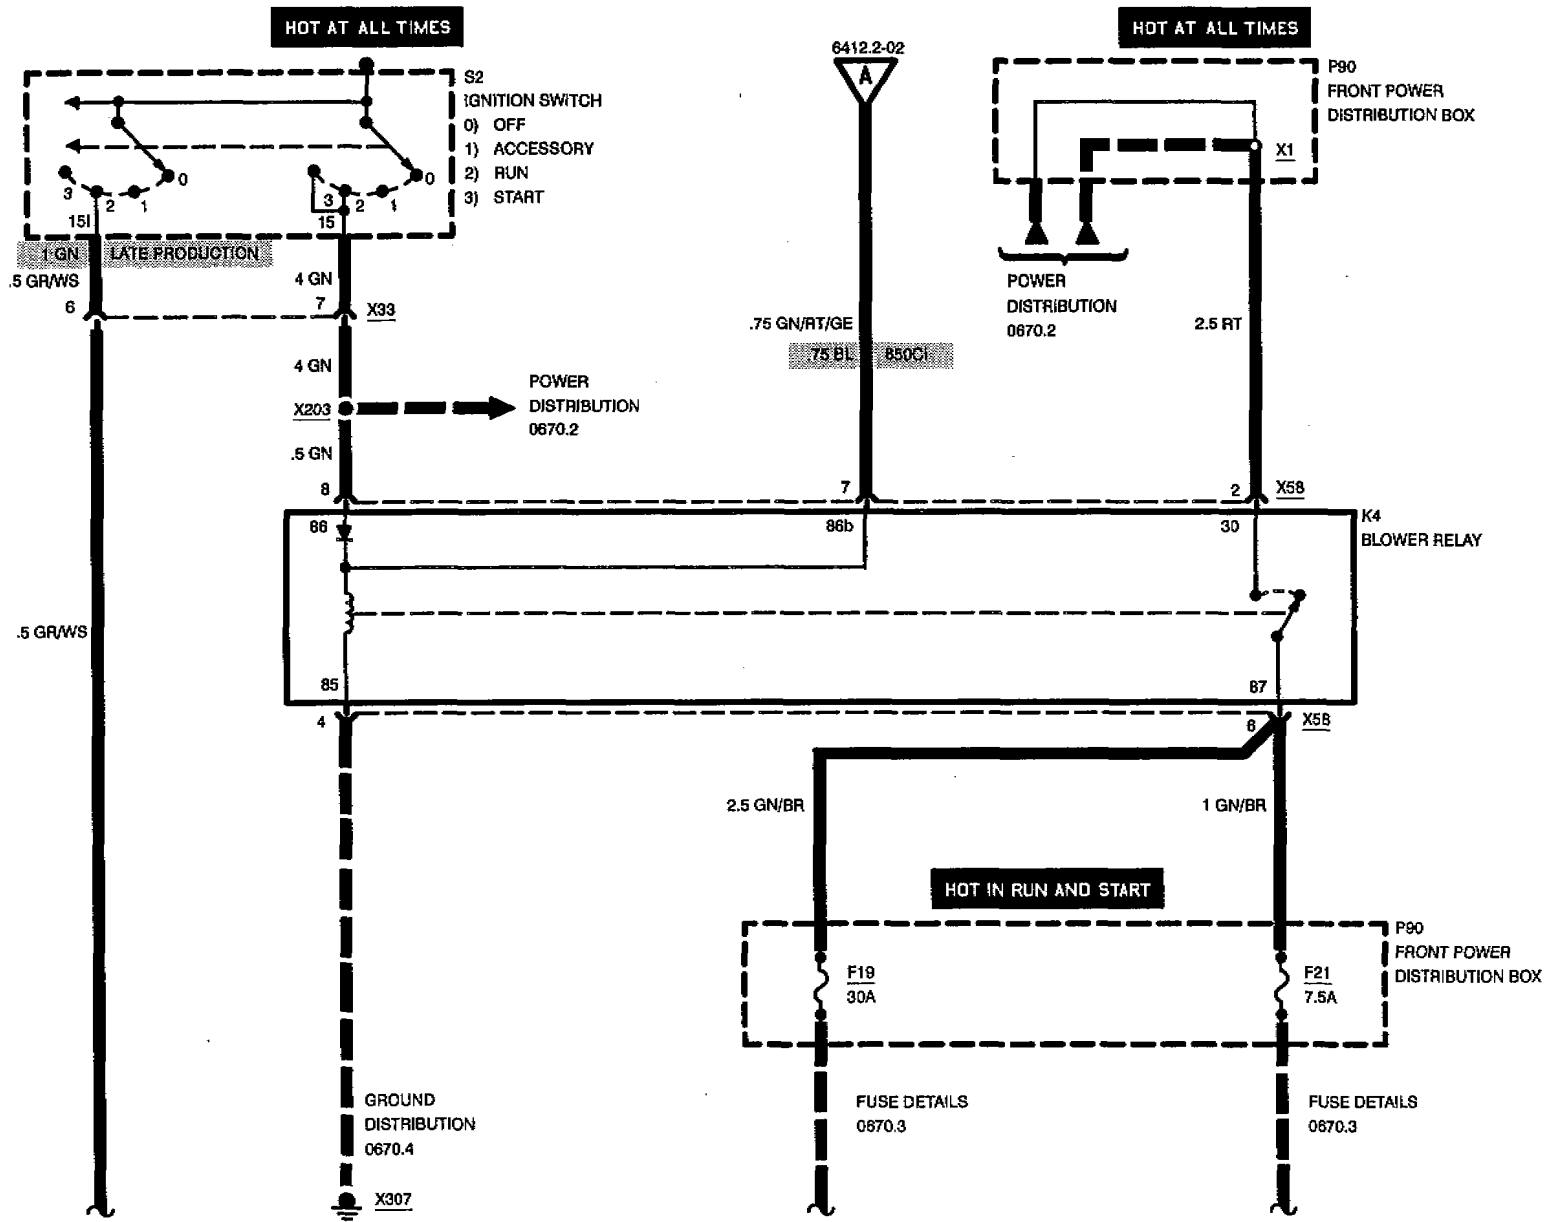 HOT AT ALL TIMES
6412.2-02
A
HOT AT ALL TIMES
S2
IGNITION SWITCH
0) OFF
1) ACCESSORY
2) RUN
3) START
P90
FRONT POWER
DISTRIBUTION BOX
X1
3
2
1
0
3
2
1
0
15I
15
1 GN
LATE PRODUCTION
.5 GR/WS
4 GN
6
7
X33
POWER
DISTRIBUTION
0670.2
.75 GN/RT/GE
2.5 RT
.75 BL
850CI
4 GN
X203
POWER
DISTRIBUTION
0670.2
.5 GN
8
7
2
X58
86
86b
30
K4
BLOWER RELAY
.5 GR/WS
85
87
4
6
X58
2.5 GN/BR
1 GN/BR
HOT IN RUN AND START
P90
FRONT POWER
DISTRIBUTION BOX
F19
30A
F21
7.5A
GROUND
DISTRIBUTION
0670.4
FUSE DETAILS
0670.3
FUSE DETAILS
0670.3
X307